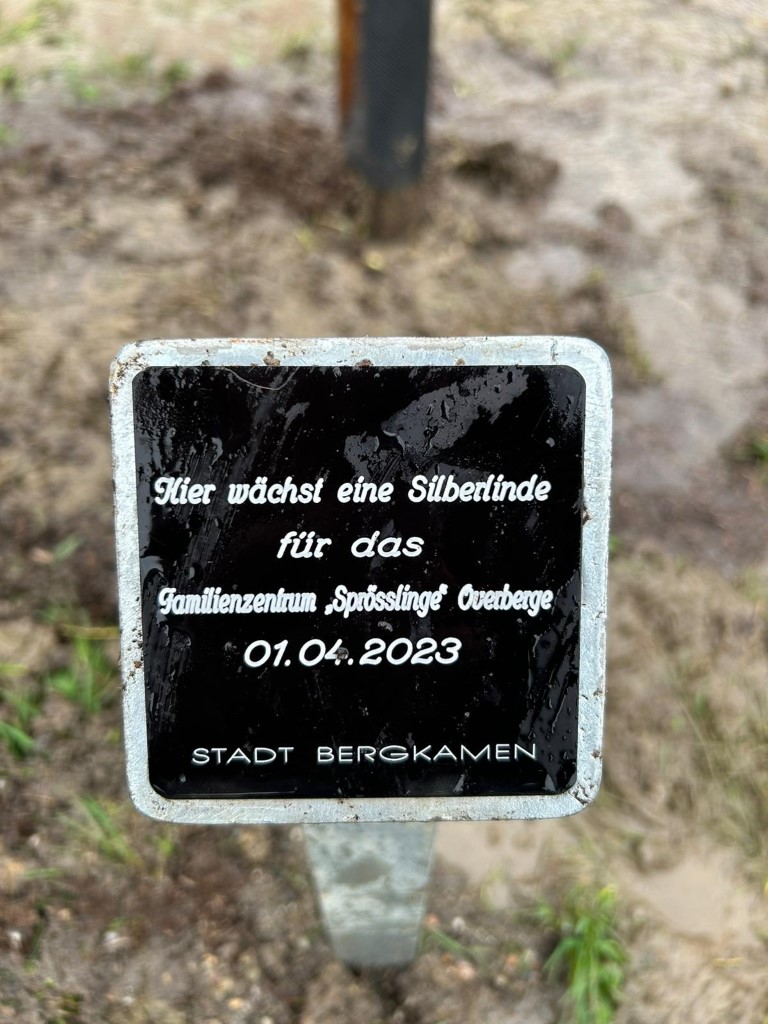 Hier wächst eine Silberlinde
für das
Familienzentrum „Sprösslinge" Overberge
01.04.2023
STADT BERGKAMEN